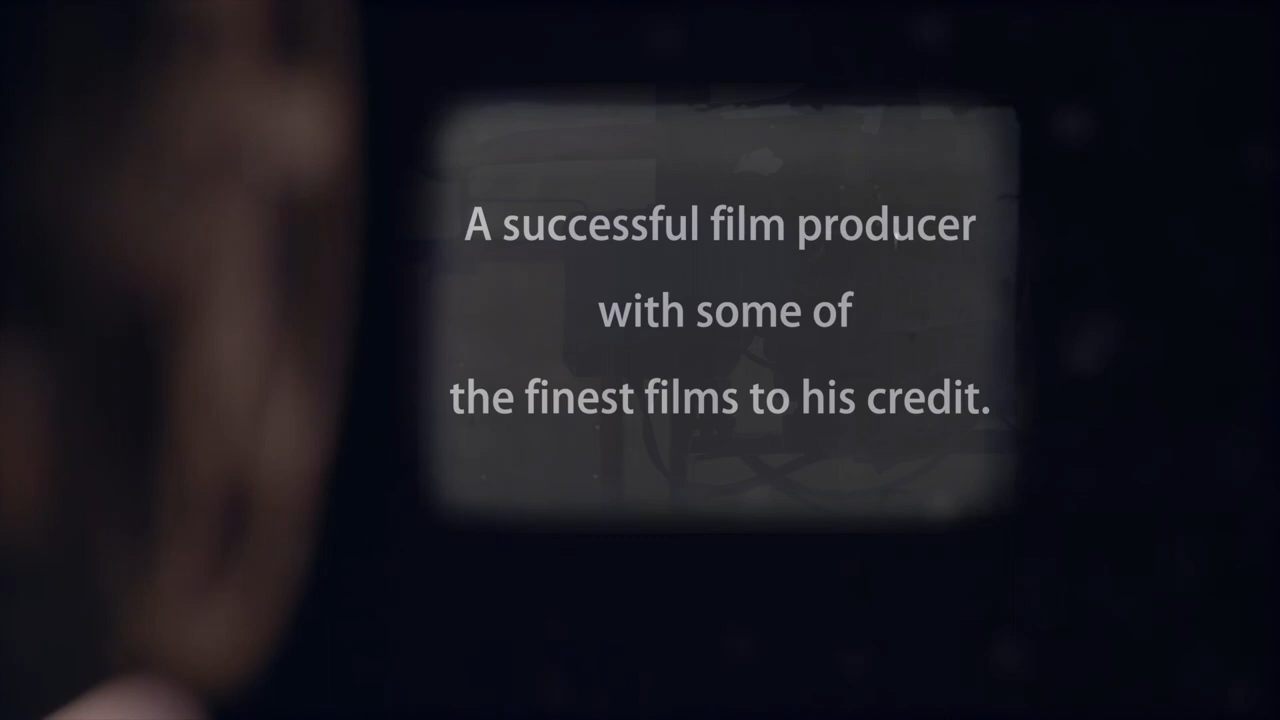 A successful film producer
with some of
the finest films to his credit.